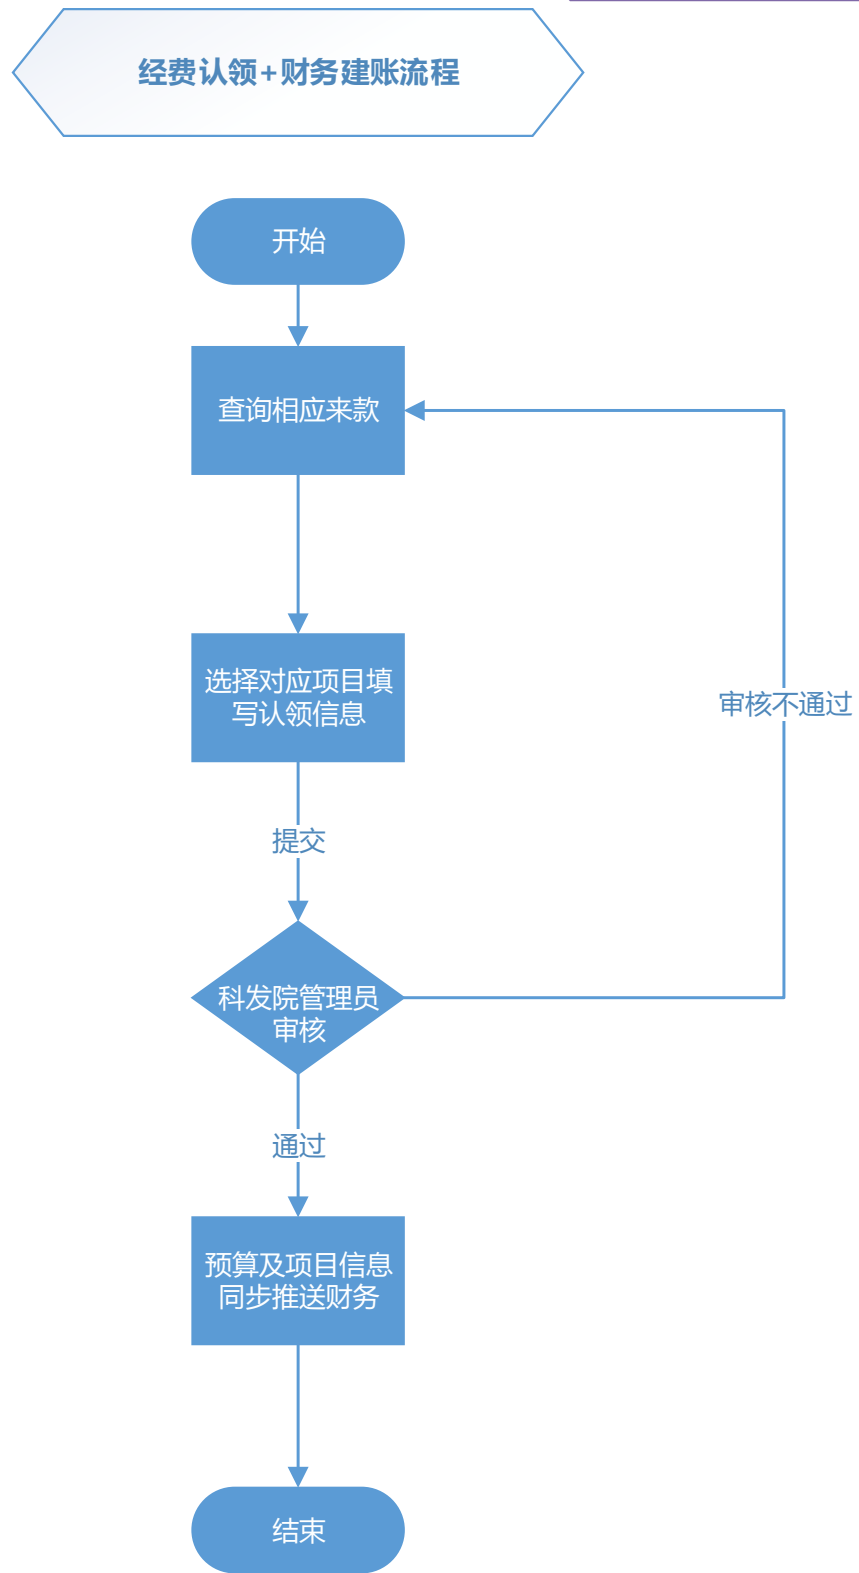 经费认领+财务建账流程
开始
查询相应来款
选择对应项目填
写认领信息
审核不通过
提交
科发院管理员
审核
通过
预算及项目信息
同步推送财务
结束